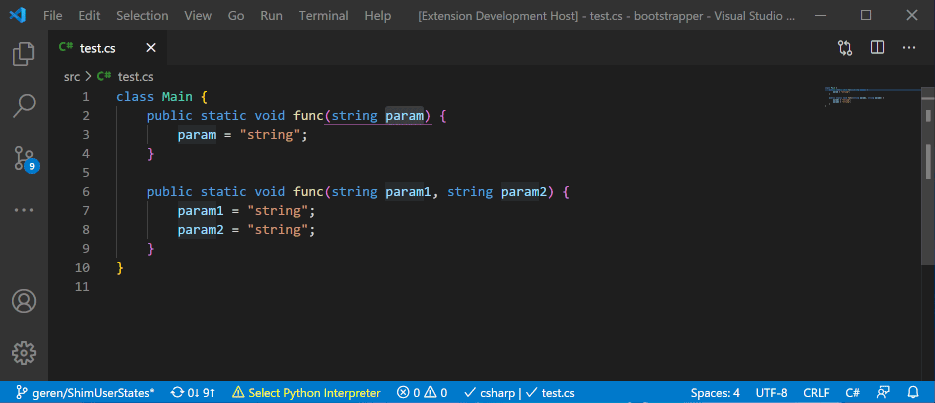 File Edit Selection View Go Run Terminal Help [Extension Development Host] - test.cs - bootstrapper - Visual Studio ...
C# test.cs
src > C# test.cs
1 class Main {
2 public static void func(string param) {
3 param = "string";
4 }
5
6 public static void func(string param1, string param2) {
7 param1 = "string";
8 param2 = "string";
9 }
10 }
11
9
geren/ShimUserStates* 0↓ 9↑ Select Python Interpreter 0 0 csharp | test.cs Spaces: 4 UTF-8 CRLF C#